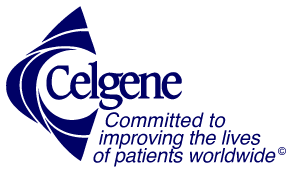 Celgene
Committed to
improving the lives
of patients worldwide©